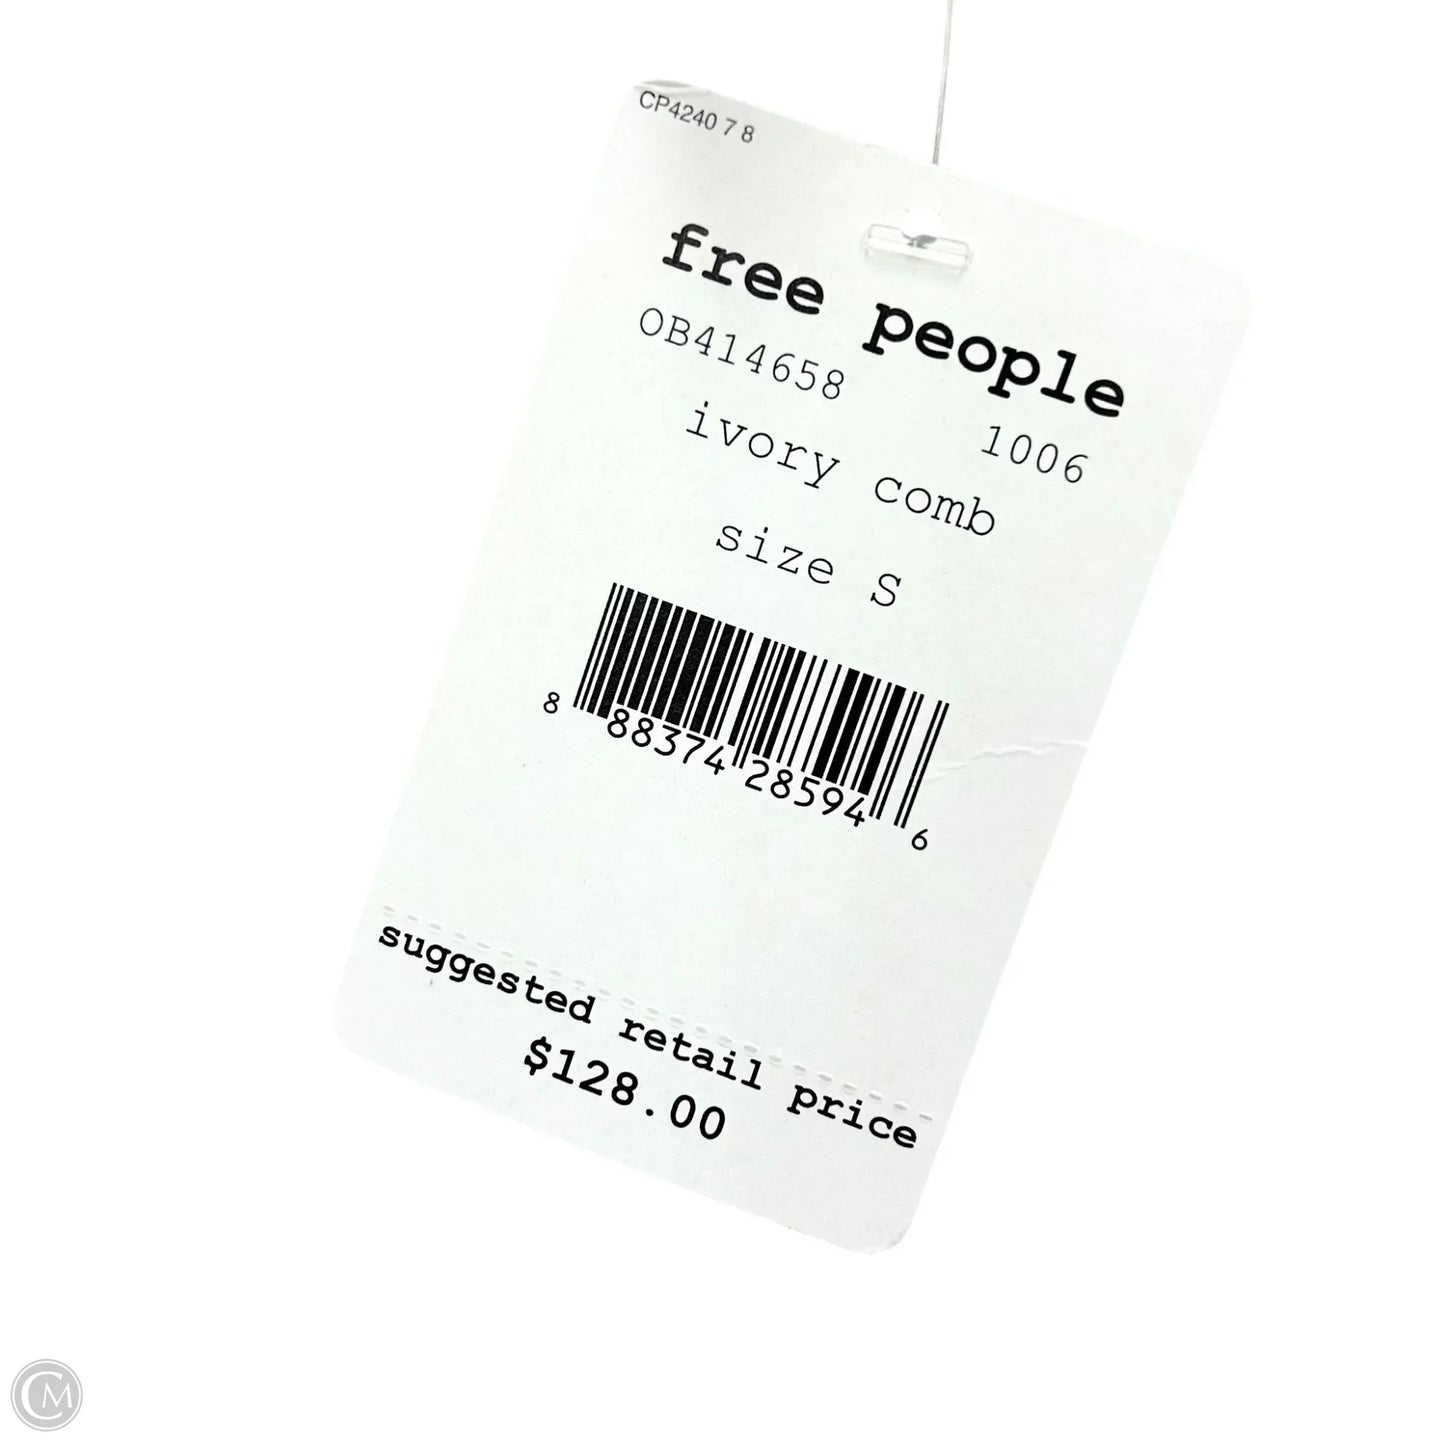 CP4240 7 8
free people
OB414658 1006
ivory comb
size S
8 88374 28594 6
suggested retail price
$128.00
CM